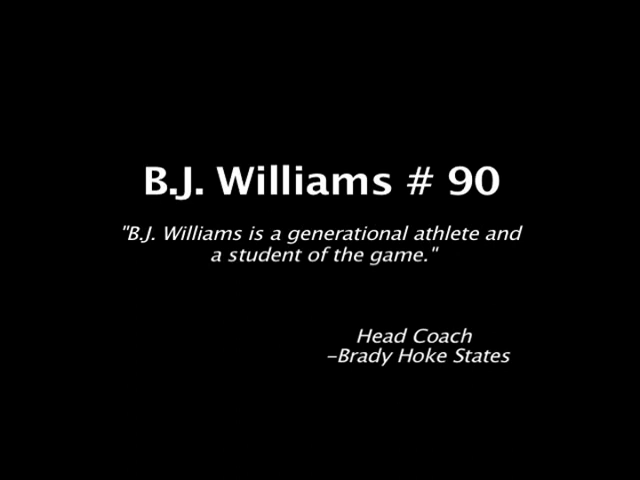 B.J. Williams # 90
"B.J. Williams is a generational athlete and
a student of the game."
Head Coach
-Brady Hoke States